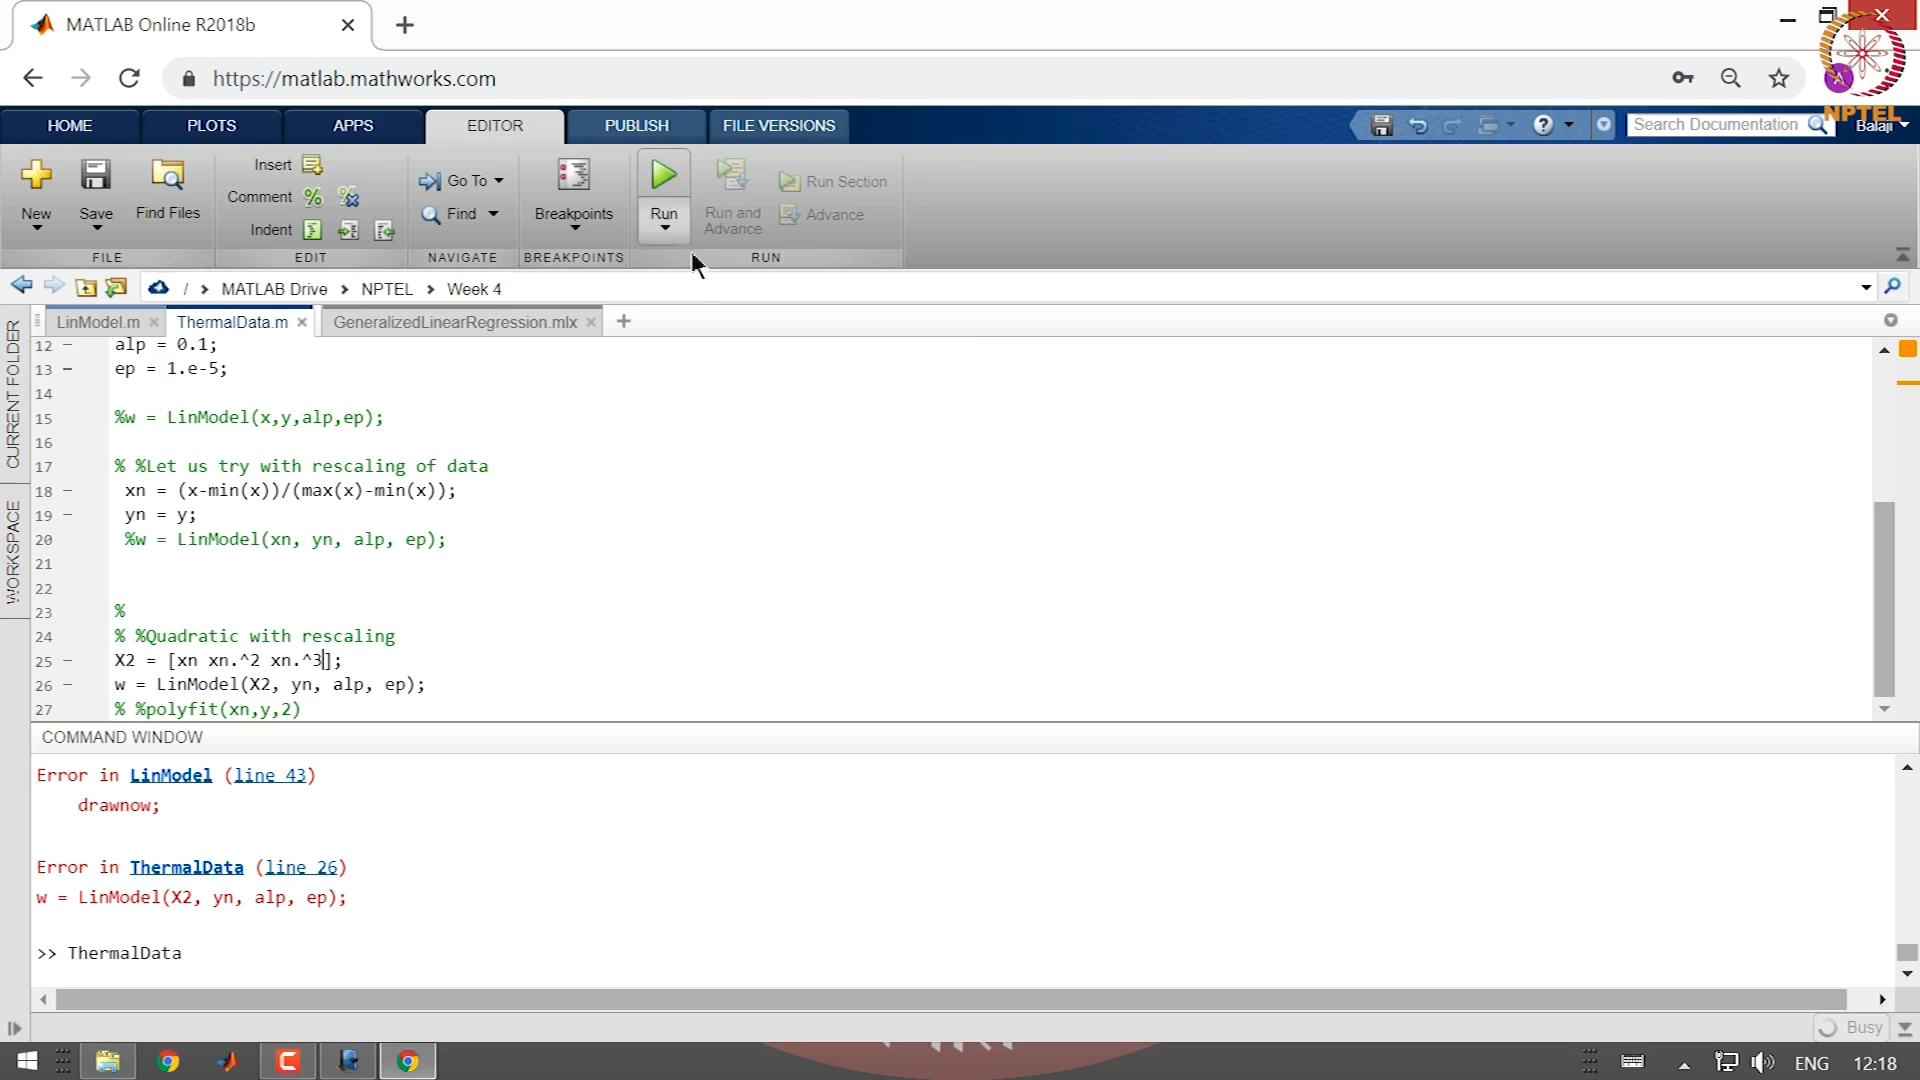 MATLAB Online R2018b
https://matlab.mathworks.com
NPTEL
HOME PLOTS APPS EDITOR PUBLISH FILE VERSIONS
Search Documentation
Balaji
New
Save
Find Files
Insert
Comment
Indent
Go To
Find
Breakpoints
Run
Run and Advance
Run Section
Advance
FILE EDIT NAVIGATE BREAKPOINTS RUN
/ MATLAB Drive NPTEL Week 4
LinModel.m ThermalData.m GeneralizedLinearRegression.mlx
CURRENT FOLDER
WORKSPACE
12 – alp = 0.1;
13 – ep = 1.e-5;
14
15 %w = LinModel(x,y,alp,ep);
16
17 % %Let us try with rescaling of data
18 – xn = (x-min(x))/(max(x)-min(x));
19 – yn = y;
20 %w = LinModel(xn, yn, alp, ep);
21
22
23 %
24 % %Quadratic with rescaling
25 – X2 = [xn xn.^2 xn.^3];
26 – w = LinModel(X2, yn, alp, ep);
27 % %polyfit(xn,y,2)
COMMAND WINDOW
Error in LinModel (line 43)
drawnow;
Error in ThermalData (line 26)
w = LinModel(X2, yn, alp, ep);
>> ThermalData
Busy
ENG 12:18